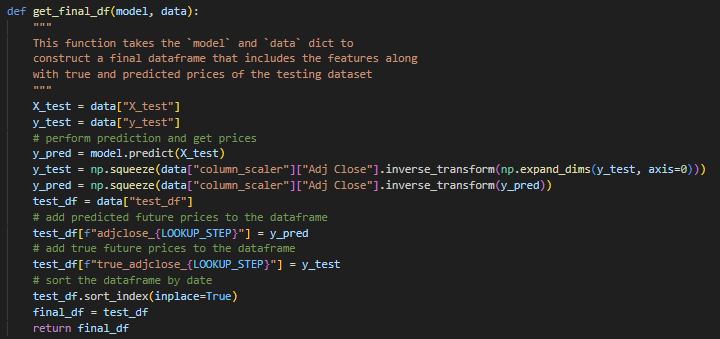 def get_final_df(model, data):
    """
    This function takes the `model` and `data` dict to
    construct a final dataframe that includes the features along
    with true and predicted prices of the testing dataset
    """
    X_test = data["X_test"]
    y_test = data["y_test"]
    # perform prediction and get prices
    y_pred = model.predict(X_test)
    y_test = np.squeeze(data["column_scaler"]["Adj Close"].inverse_transform(np.expand_dims(y_test, axis=0)))
    y_pred = np.squeeze(data["column_scaler"]["Adj Close"].inverse_transform(y_pred))
    test_df = data["test_df"]
    # add predicted future prices to the dataframe
    test_df[f"adjclose_{LOOKUP_STEP}"] = y_pred
    # add true future prices to the dataframe
    test_df[f"true_adjclose_{LOOKUP_STEP}"] = y_test
    # sort the dataframe by date
    test_df.sort_index(inplace=True)
    final_df = test_df
    return final_df